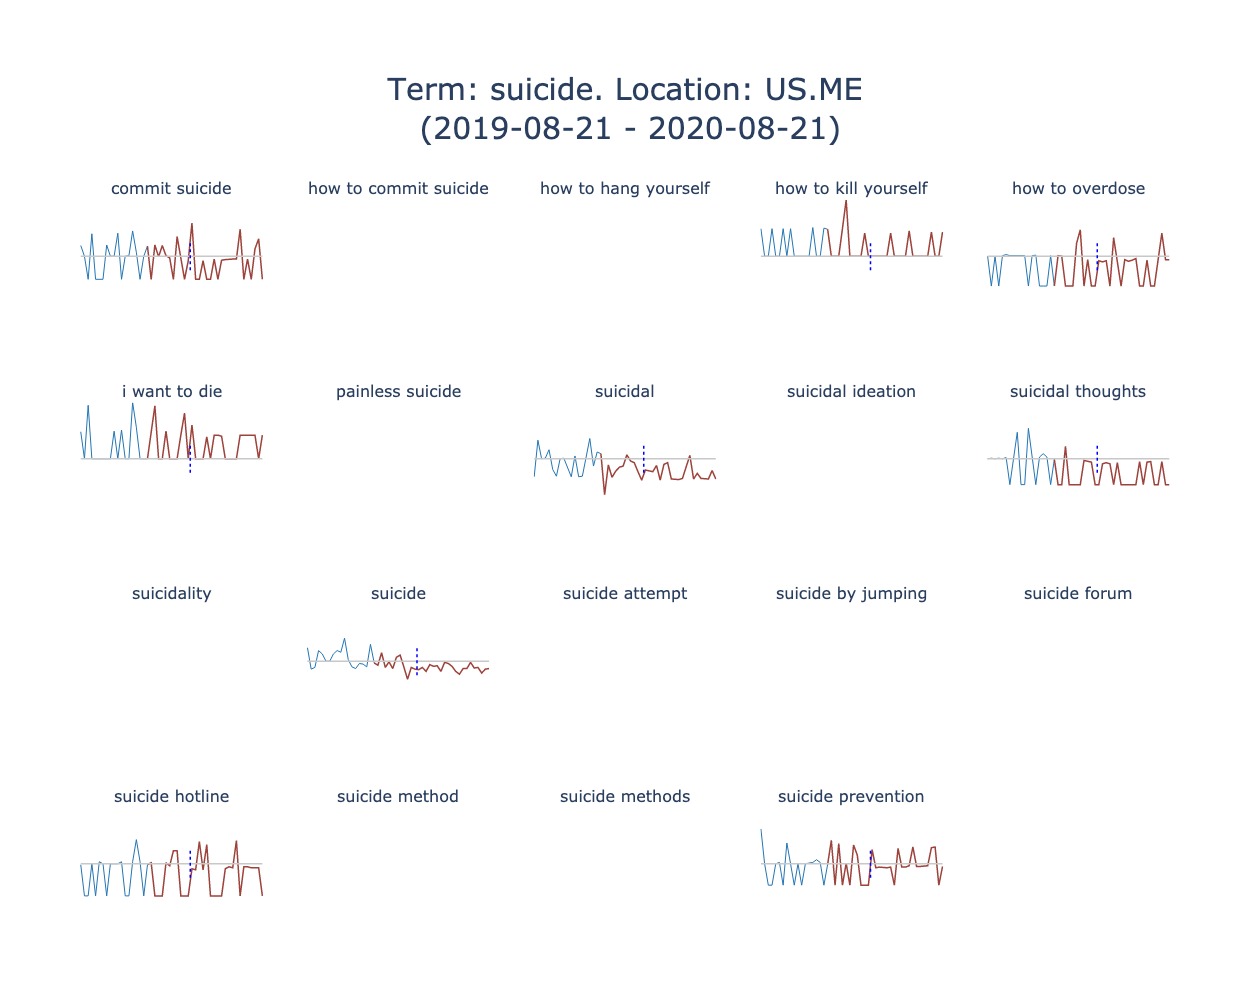 Term: suicide. Location: US.ME
(2019-08-21 - 2020-08-21)
commit suicide
how to commit suicide
how to hang yourself
how to kill yourself
how to overdose
i want to die
painless suicide
suicidal
suicidal ideation
suicidal thoughts
suicidality
suicide
suicide attempt
suicide by jumping
suicide forum
suicide hotline
suicide method
suicide methods
suicide prevention